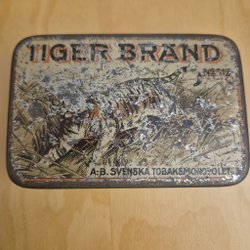 TIGER BRAND
A.-B. SVENSKA TOBAKSMONOPOLET